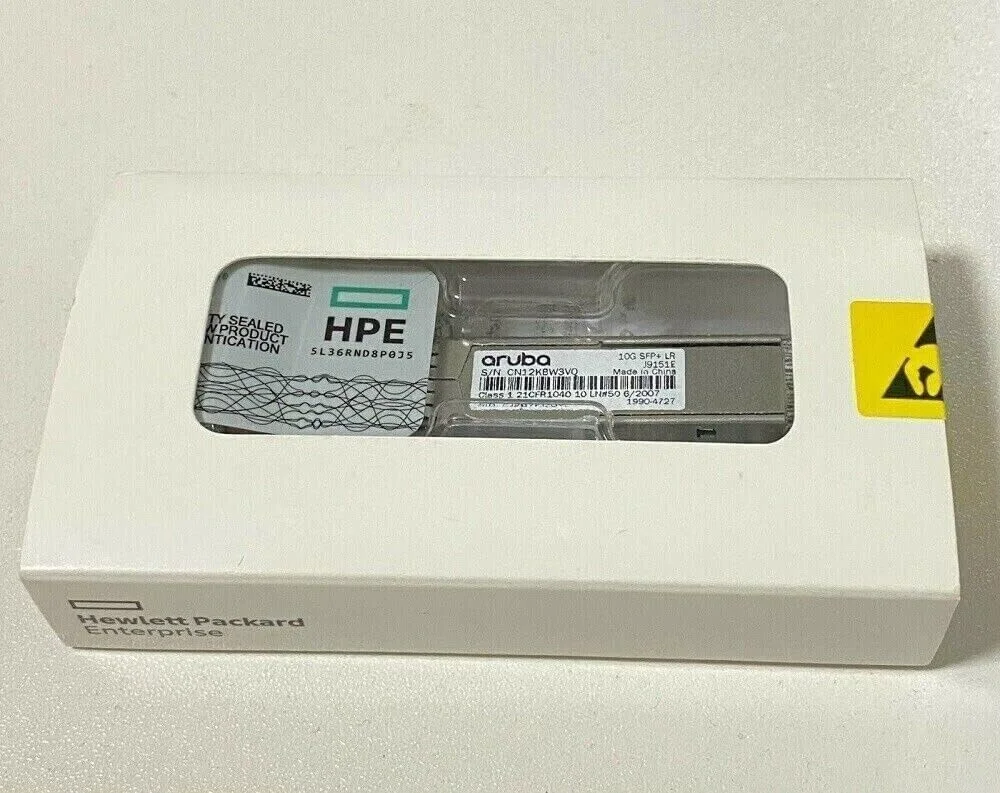 TY SEALED
W PRODUCT
NTICATION
HPE
5L36RND8P0J5
aruba
10G SFP+ LR
J9151E
S/N CN12K8W3V0
Made in China
Class 1 21CFR1040 10 LN#50 6/2007
1990-4727
Hewlett Packard
Enterprise